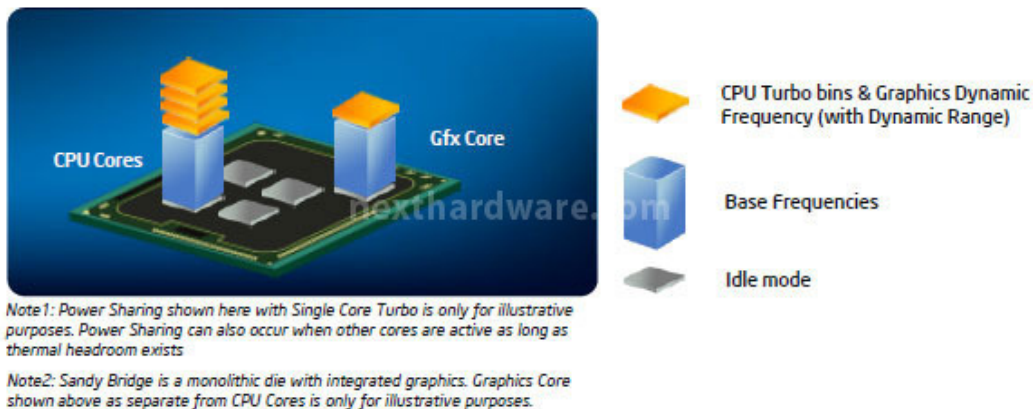 CPU Cores
Gfx Core
nexthardware.com
CPU Turbo bins & Graphics Dynamic
Frequency (with Dynamic Range)
Base Frequencies
Idle mode
Note1: Power Sharing shown here with Single Core Turbo is only for illustrative
purposes. Power Sharing can also occur when other cores are active as long as
thermal headroom exists
Note2: Sandy Bridge is a monolithic die with integrated graphics. Graphics Core
shown above as separate from CPU Cores is only for illustrative purposes.